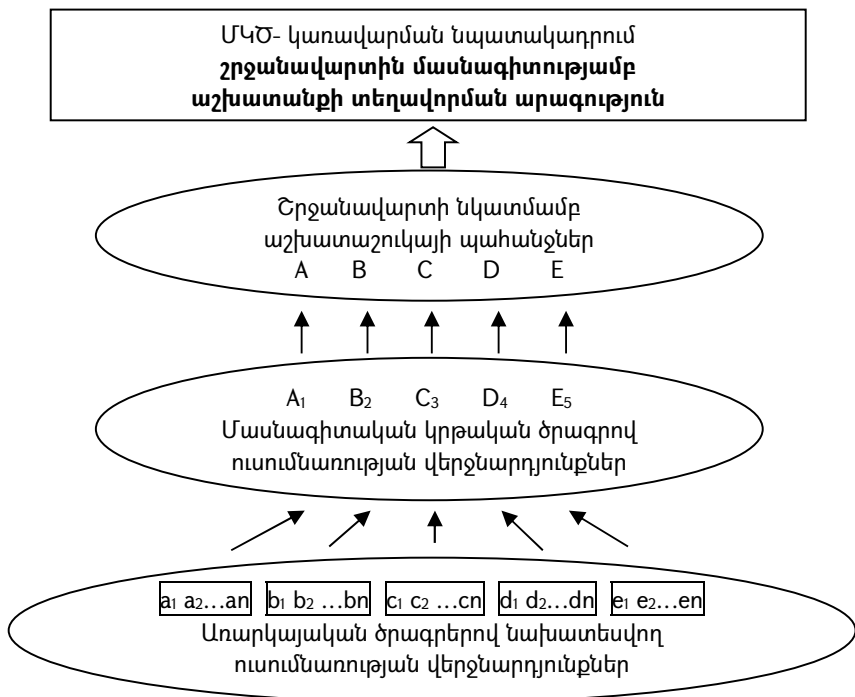 ՄԿԾ- կառավարման նպատակադրում
շրջանավարտին մասնագիտությամբ
աշխատանքի տեղավորման արագություն
Շրջանավարտի նկատմամբ
աշխատաշուկայի պահանջներ
A B C D E
A₁ B₂ C₃ D₄ E₅
Մասնագիտական կրթական ծրագրով
ուսումնառության վերջնարդյունքներ
a₁ a₂…an b₁ b₂ …bn c₁ c₂ …cn d₁ d₂…dn e₁ e₂…en
Առարկայական ծրագրերով նախատեսվող
ուսումնառության վերջնարդյունքներ